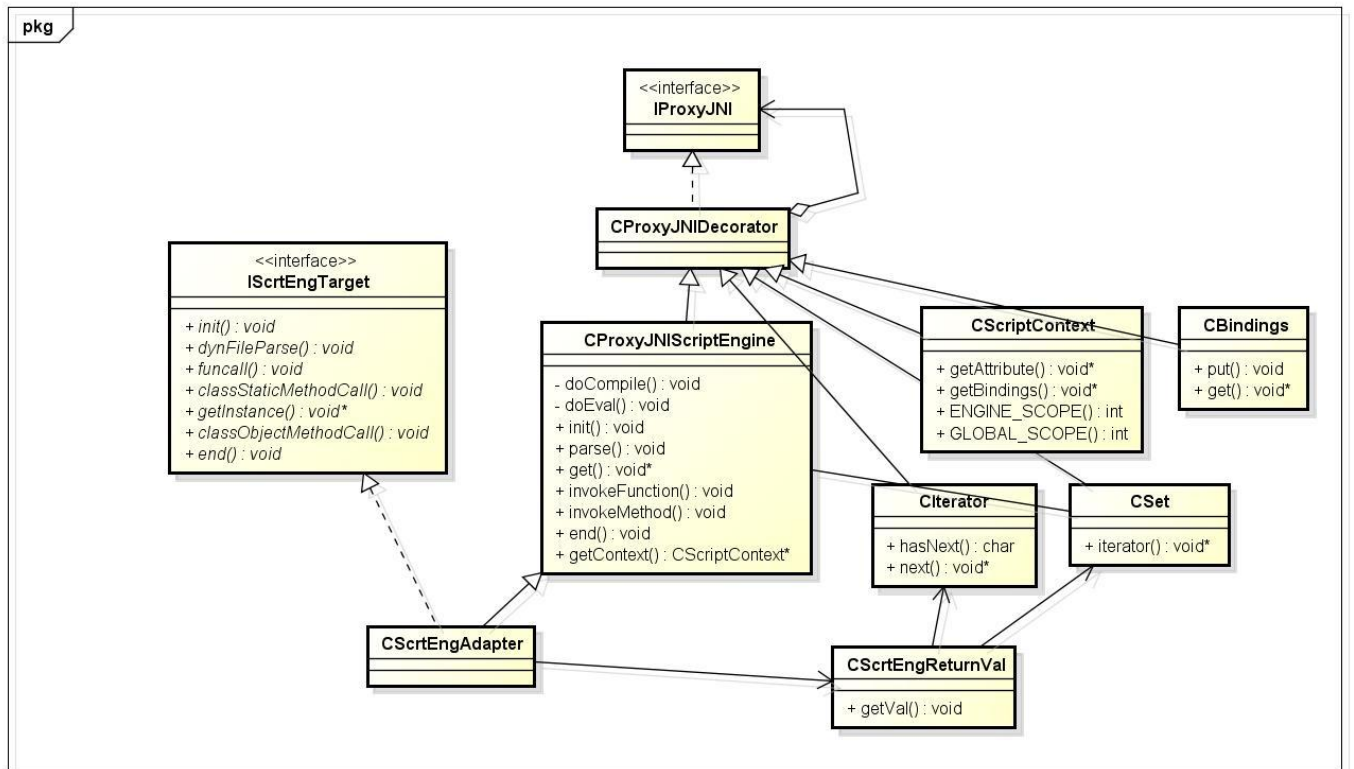 pkg
<<interface>>
IProxyJNI
CProxyJNIDecorator
<<interface>>
IScrtEngTarget
+ init() : void
+ dynFileParse() : void
+ funcall() : void
+ classStaticMethodCall() : void
+ getInstance() : void*
+ classObjectMethodCall() : void
+ end() : void
CProxyJNIScriptEngine
- doCompile() : void
- doEval() : void
+ init() : void
+ parse() : void
+ get() : void*
+ invokeFunction() : void
+ invokeMethod() : void
+ end() : void
+ getContext() : CScriptContext*
CScriptContext
+ getAttribute() : void*
+ getBindings() : void*
+ ENGINE_SCOPE() : int
+ GLOBAL_SCOPE() : int
CBindings
+ put() : void
+ get() : void*
CIterator
+ hasNext() : char
+ next() : void*
CSet
+ iterator() : void*
CScrtEngAdapter
CScrtEngReturnVal
+ getVal() : void